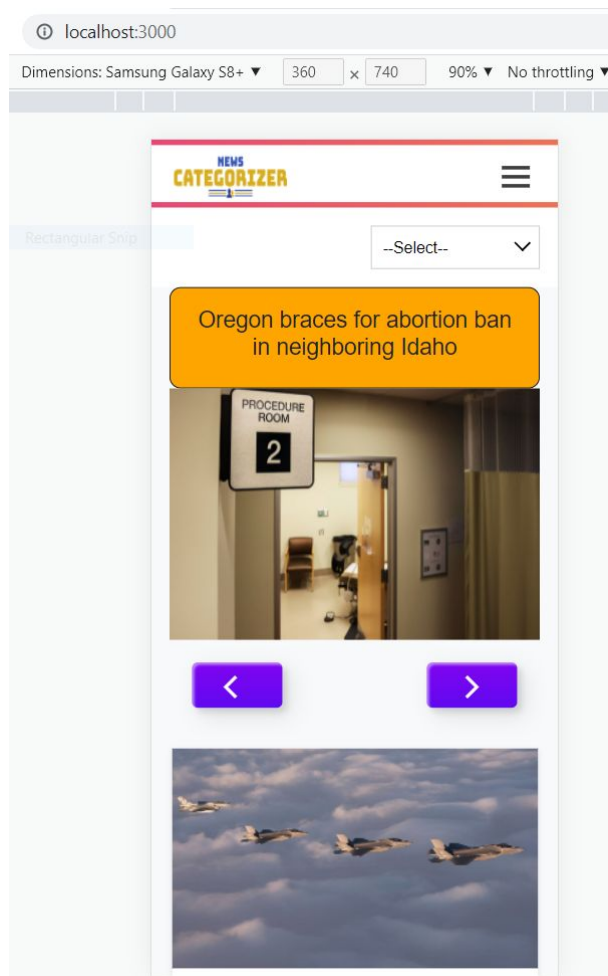 localhost:3000
Dimensions: Samsung Galaxy S8+ ▼ 360 x 740 90% ▼ No throttling ▼
NEWS
CATEGORIZER
Rectangular Snip
--Select--
Oregon braces for abortion ban
in neighboring Idaho
PROCEDURE
ROOM
2